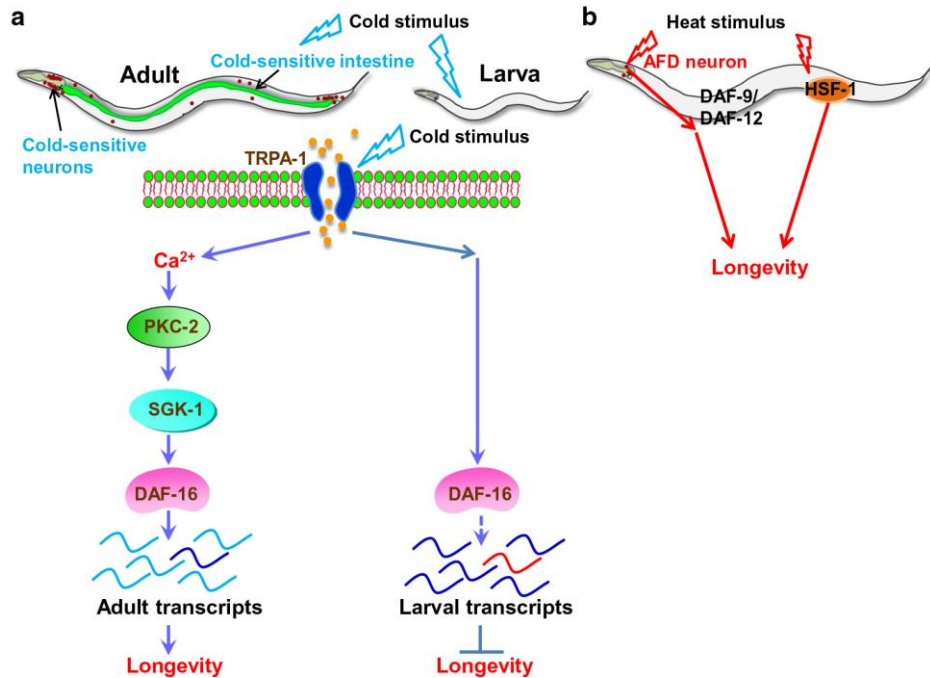 a
Cold stimulus
Adult
Cold-sensitive intestine
Larva
Cold-sensitive
neurons
TRPA-1
Cold stimulus
Ca²⁺
PKC-2
SGK-1
DAF-16
DAF-16
Adult transcripts
Larval transcripts
Longevity
Longevity
b
Heat stimulus
AFD neuron
DAF-9/
DAF-12
HSF-1
Longevity